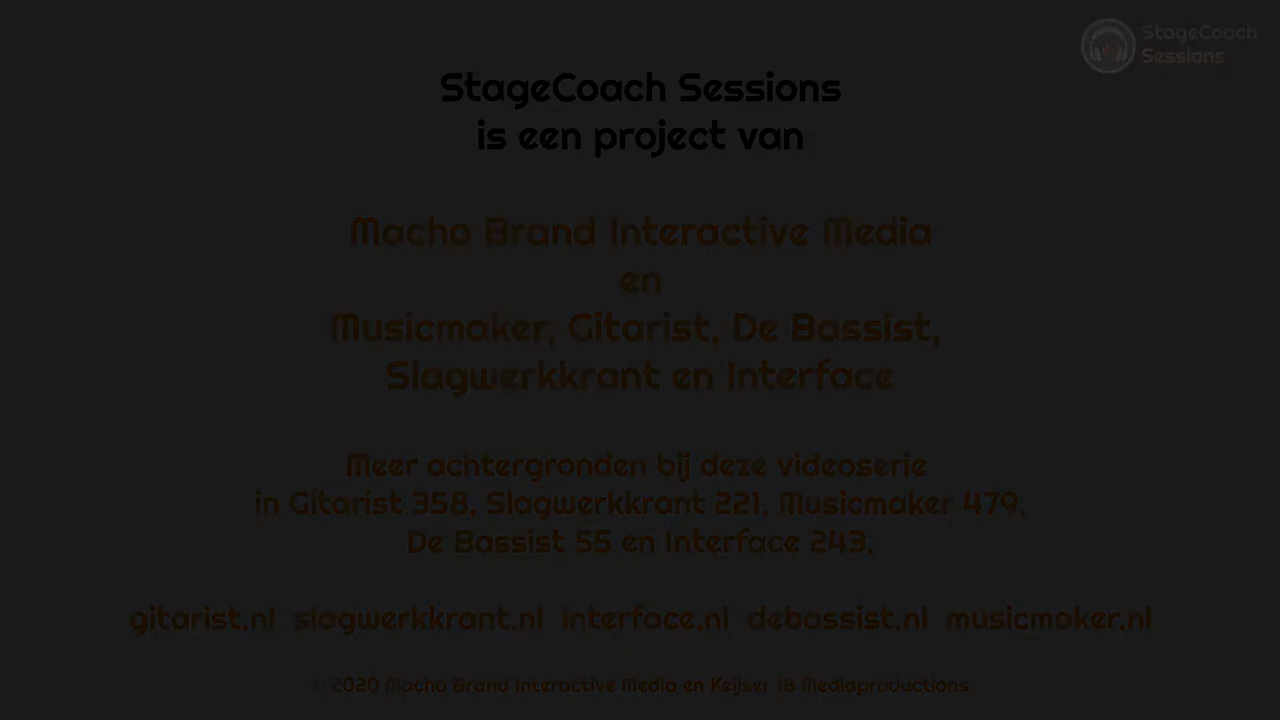 StageCoach
Sessions
StageCoach Sessions
is een project van
Macho Brand Interactive Media
en
Musicmaker, Gitarist, De Bassist,
Slagwerkkrant en Interface
Meer achtergronden bij deze videoserie
in Gitarist 358, Slagwerkkrant 221, Musicmaker 479,
De Bassist 55 en Interface 243.
gitarist.nl slagwerkkrant.nl interface.nl debassist.nl musicmaker.nl
© 2020 Macho Brand Interactive Media en Keijser 18 Mediaproductions